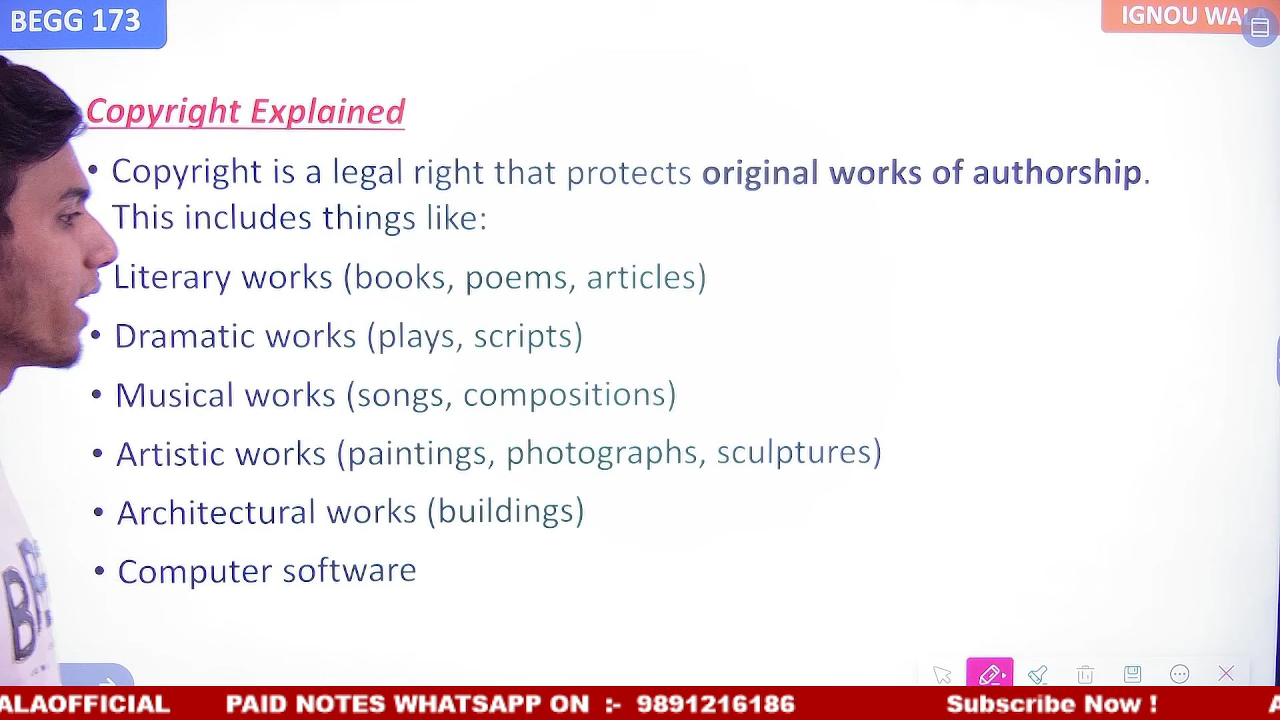 BEGG 173
IGNOU
Copyright Explained
• Copyright is a legal right that protects original works of authorship.
This includes things like:
Literary works (books, poems, articles)
• Dramatic works (plays, scripts)
• Musical works (songs, compositions)
• Artistic works (paintings, photographs, sculptures)
• Architectural works (buildings)
• Computer software
ALAOFFICIAL PAID NOTES WHATSAPP ON :- 9891216186 Subscribe Now !